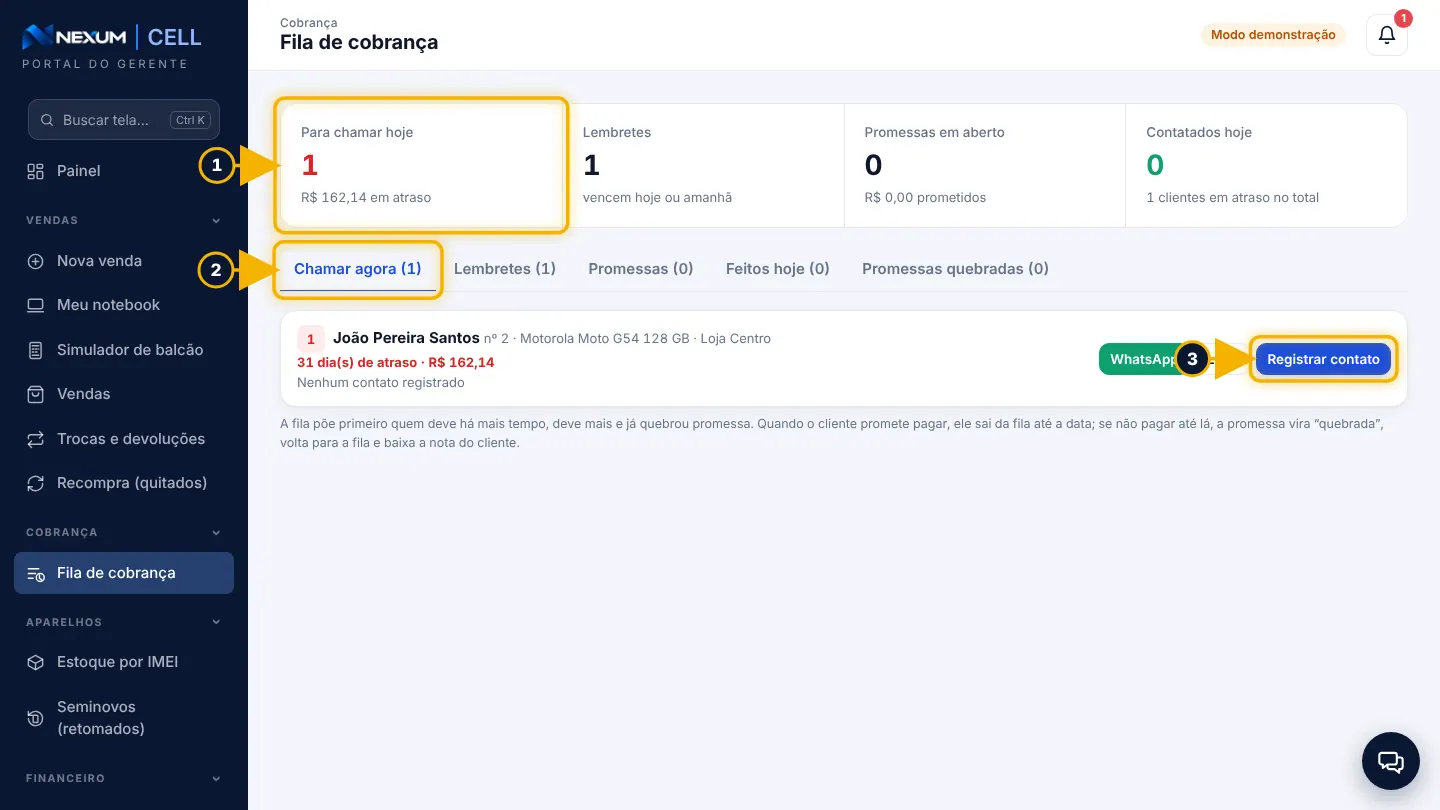 NEXUM | CELL
PORTAL DO GERENTE
Buscar tela... Ctrl K
Painel
VENDAS
Nova venda
Meu notebook
Simulador de balcão
Vendas
Trocas e devoluções
Recompra (quitados)
COBRANÇA
Fila de cobrança
APARELHOS
Estoque por IMEI
Seminovos
(retomados)
FINANCEIRO
Cobrança
Fila de cobrança
Modo demonstração
1
1
Para chamar hoje
1
R$ 162,14 em atraso
Lembretes
1
vencem hoje ou amanhã
Promessas em aberto
0
R$ 0,00 prometidos
Contatados hoje
0
1 clientes em atraso no total
2
Chamar agora (1) Lembretes (1) Promessas (0) Feitos hoje (0) Promessas quebradas (0)
1 João Pereira Santos nº 2 · Motorola Moto G54 128 GB · Loja Centro
31 dia(s) de atraso · R$ 162,14
Nenhum contato registrado
WhatsApp
3
Registrar contato
A fila põe primeiro quem deve há mais tempo, deve mais e já quebrou promessa. Quando o cliente promete pagar, ele sai da fila até a data; se não pagar até lá, a promessa vira “quebrada”,
volta para a fila e baixa a nota do cliente.